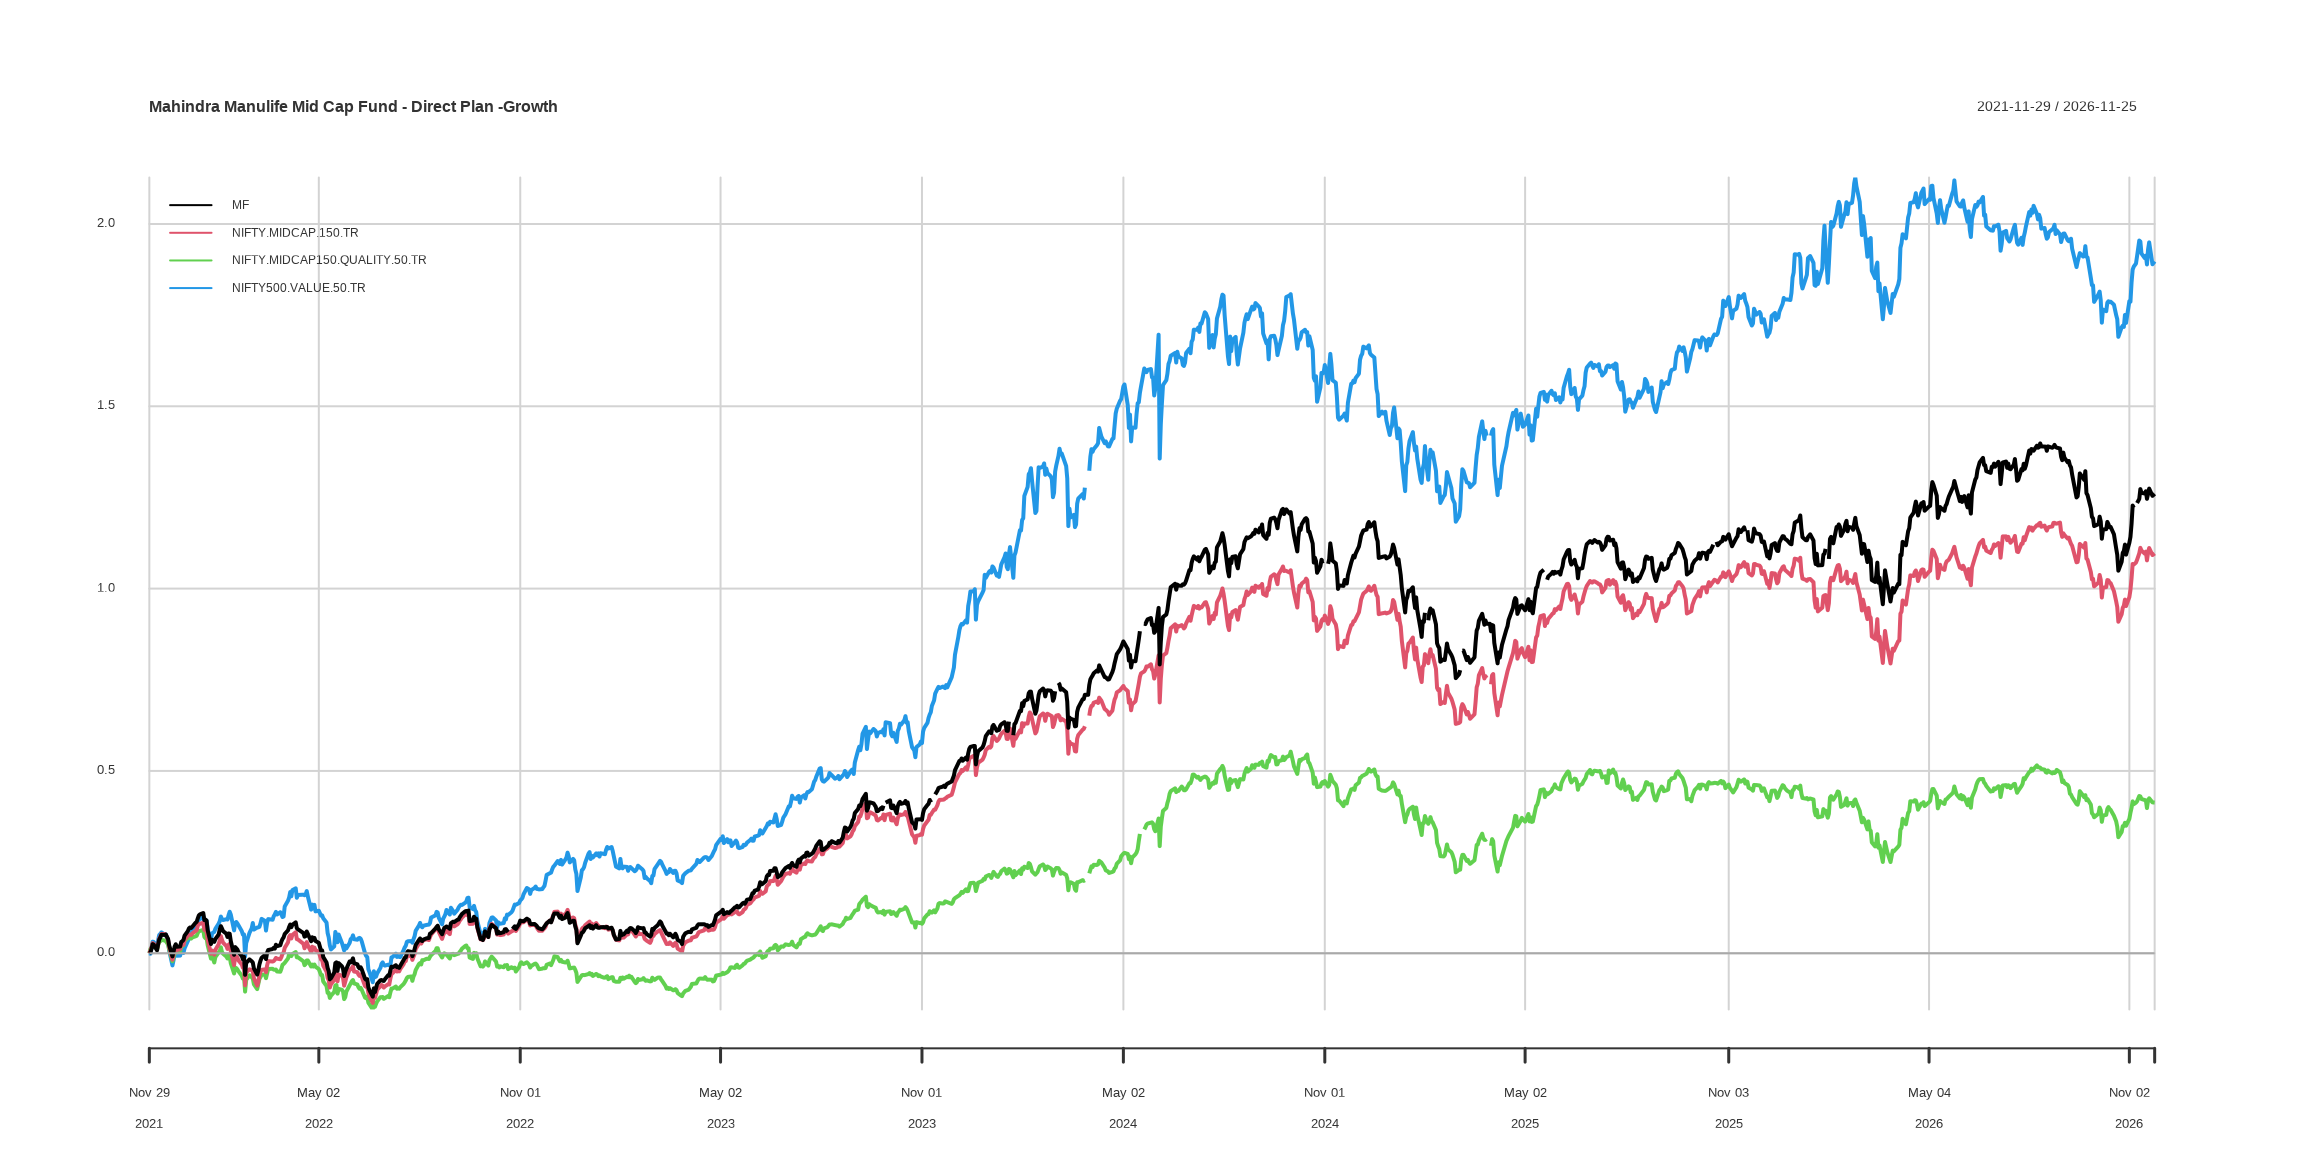 Mahindra Manulife Mid Cap Fund - Direct Plan -Growth
2021-11-29 / 2026-11-25
MF
NIFTY.MIDCAP.150.TR
NIFTY.MIDCAP150.QUALITY.50.TR
NIFTY500.VALUE.50.TR
2.0
1.5
1.0
0.5
0.0
Nov 29 May 02 Nov 01 May 02 Nov 01 May 02 Nov 01 May 02 Nov 03 May 04 Nov 02
2021 2022 2022 2023 2023 2024 2024 2025 2025 2026 2026